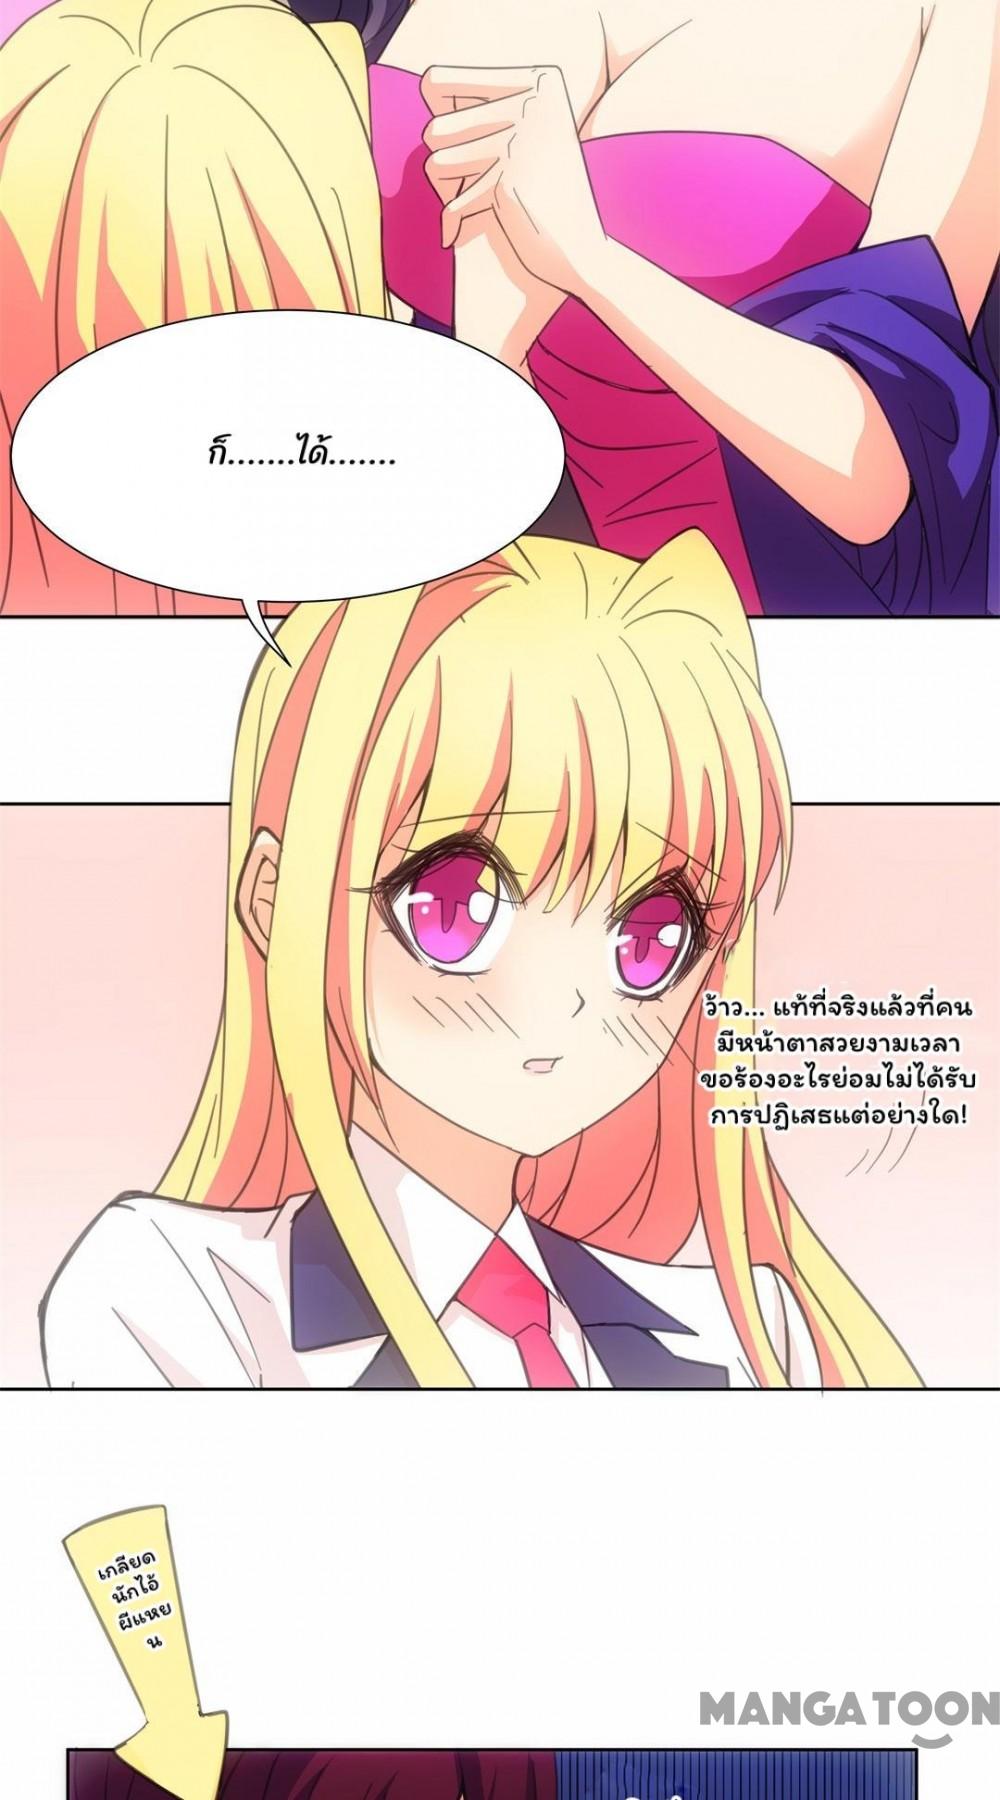 ก็.......ได้.......
ว้าว... แท้ที่จริงแล้วที่คน
มีหน้าตาสวยงามเวลา
ขอร้องอะไรย่อมไม่ได้รับ
การปฏิเสธแต่อย่างใด!
เกลียด
นักไอ้
ผีแหย
น
MANGA TOON